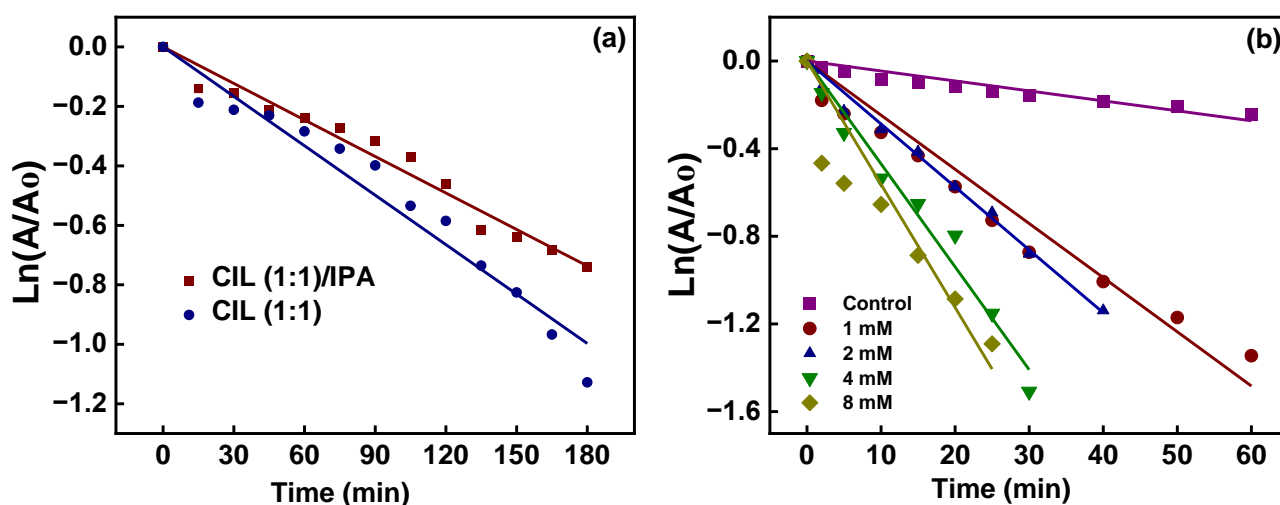 (a)
Ln(A/A0)
0.0
−0.2
−0.4
−0.6
−0.8
−1.0
−1.2
CIL (1:1)/IPA
CIL (1:1)
0 30 60 90 120 150 180
Time (min)
(b)
Ln(A/A0)
0.0
−0.4
−0.8
−1.2
−1.6
Control
1 mM
2 mM
4 mM
8 mM
0 10 20 30 40 50 60
Time (min)